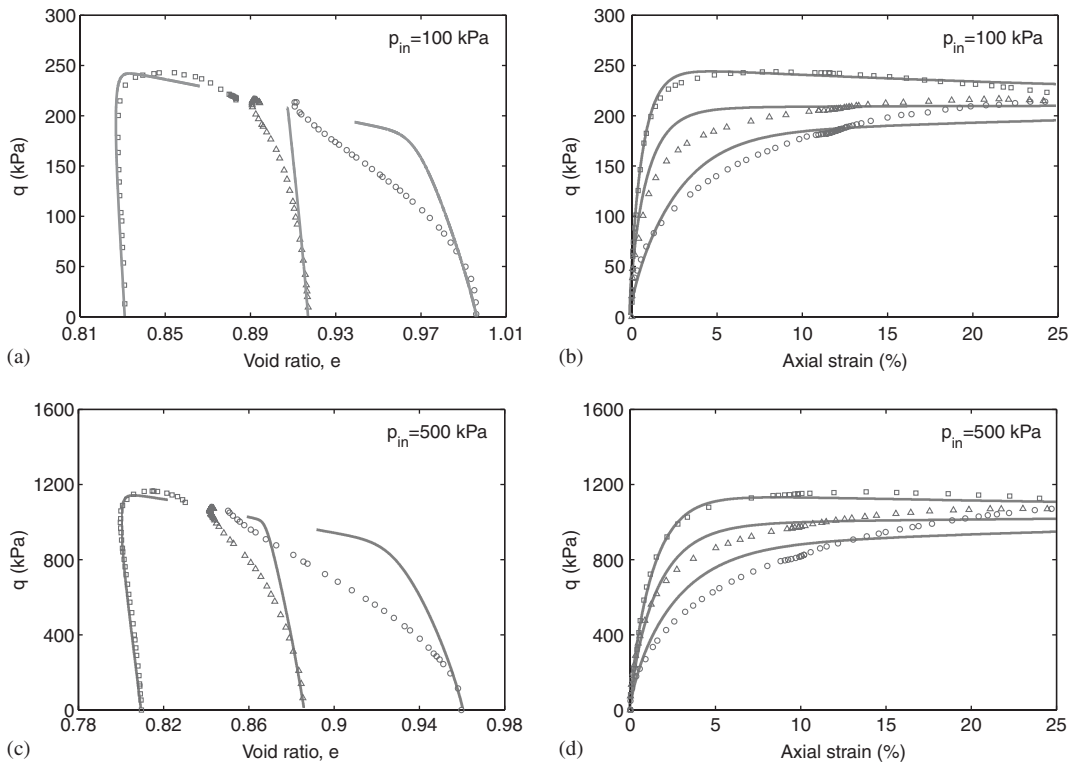 300
250
200
150
100
50
0
q (kPa)
p_in=100 kPa
0.81 0.85 0.89 0.93 0.97 1.01
(a) Void ratio, e
300
250
200
150
100
50
0
q (kPa)
p_in=100 kPa
0 5 10 15 20 25
(b) Axial strain (%)
1600
1200
800
400
0
q (kPa)
p_in=500 kPa
0.78 0.82 0.86 0.9 0.94 0.98
(c) Void ratio, e
1600
1200
800
400
0
q (kPa)
p_in=500 kPa
0 5 10 15 20 25
(d) Axial strain (%)